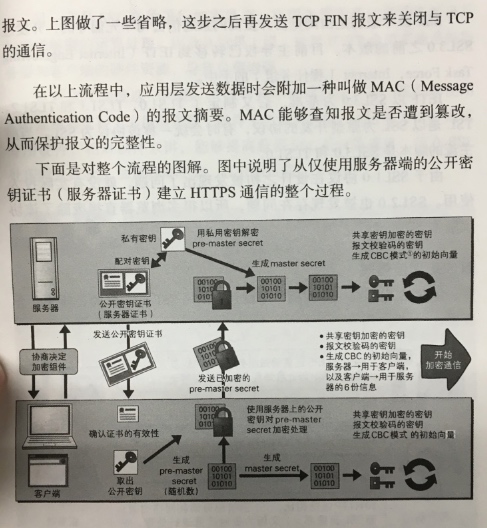 报文。上图做了一些省略，这步之后再发送 TCP FIN 报文来关闭与 TCP
的通信。
在以上流程中，应用层发送数据时会附加一种叫做 MAC（Message
Authentication Code）的报文摘要。MAC 能够查知报文是否遭到篡改，
从而保护报文的完整性。
下面是对整个流程的图解。图中说明了从仅使用服务器端的公开密
钥证书（服务器证书）建立 HTTPS 通信的整个过程。
私有密钥
用私用密钥解密
pre-master secret
共享密钥加密的密钥
报文校验码的密钥
生成CBC模式①的初始向量
配对密钥
生成 master secret
00100
10101
01010
00100
10101
01010
00100
10101
01010
服务器
公开密钥证书
（服务器证书）
发送公开密钥证书
协商决定
加密组件
发送已加密的
pre-master secret
• 共享密钥加密的密钥
• 报文校验码的密钥
• 生成CBC的初始向量，
服务器→用于客户端，
以及客户端→用于服务
器的6份信息
开始
加密通信
确认证书的有效性
00100
10101
010
使用服务器上的公开
密钥对pre-master
secret加密处理
共享密钥加密的密钥
报文校验码的密钥
生成CBC模式 的初始向量
取出
公开密钥
生成
pre-master
secret
（随机数）
00100
10101
01010
生成
master secret
00100
10101
01010
客户端